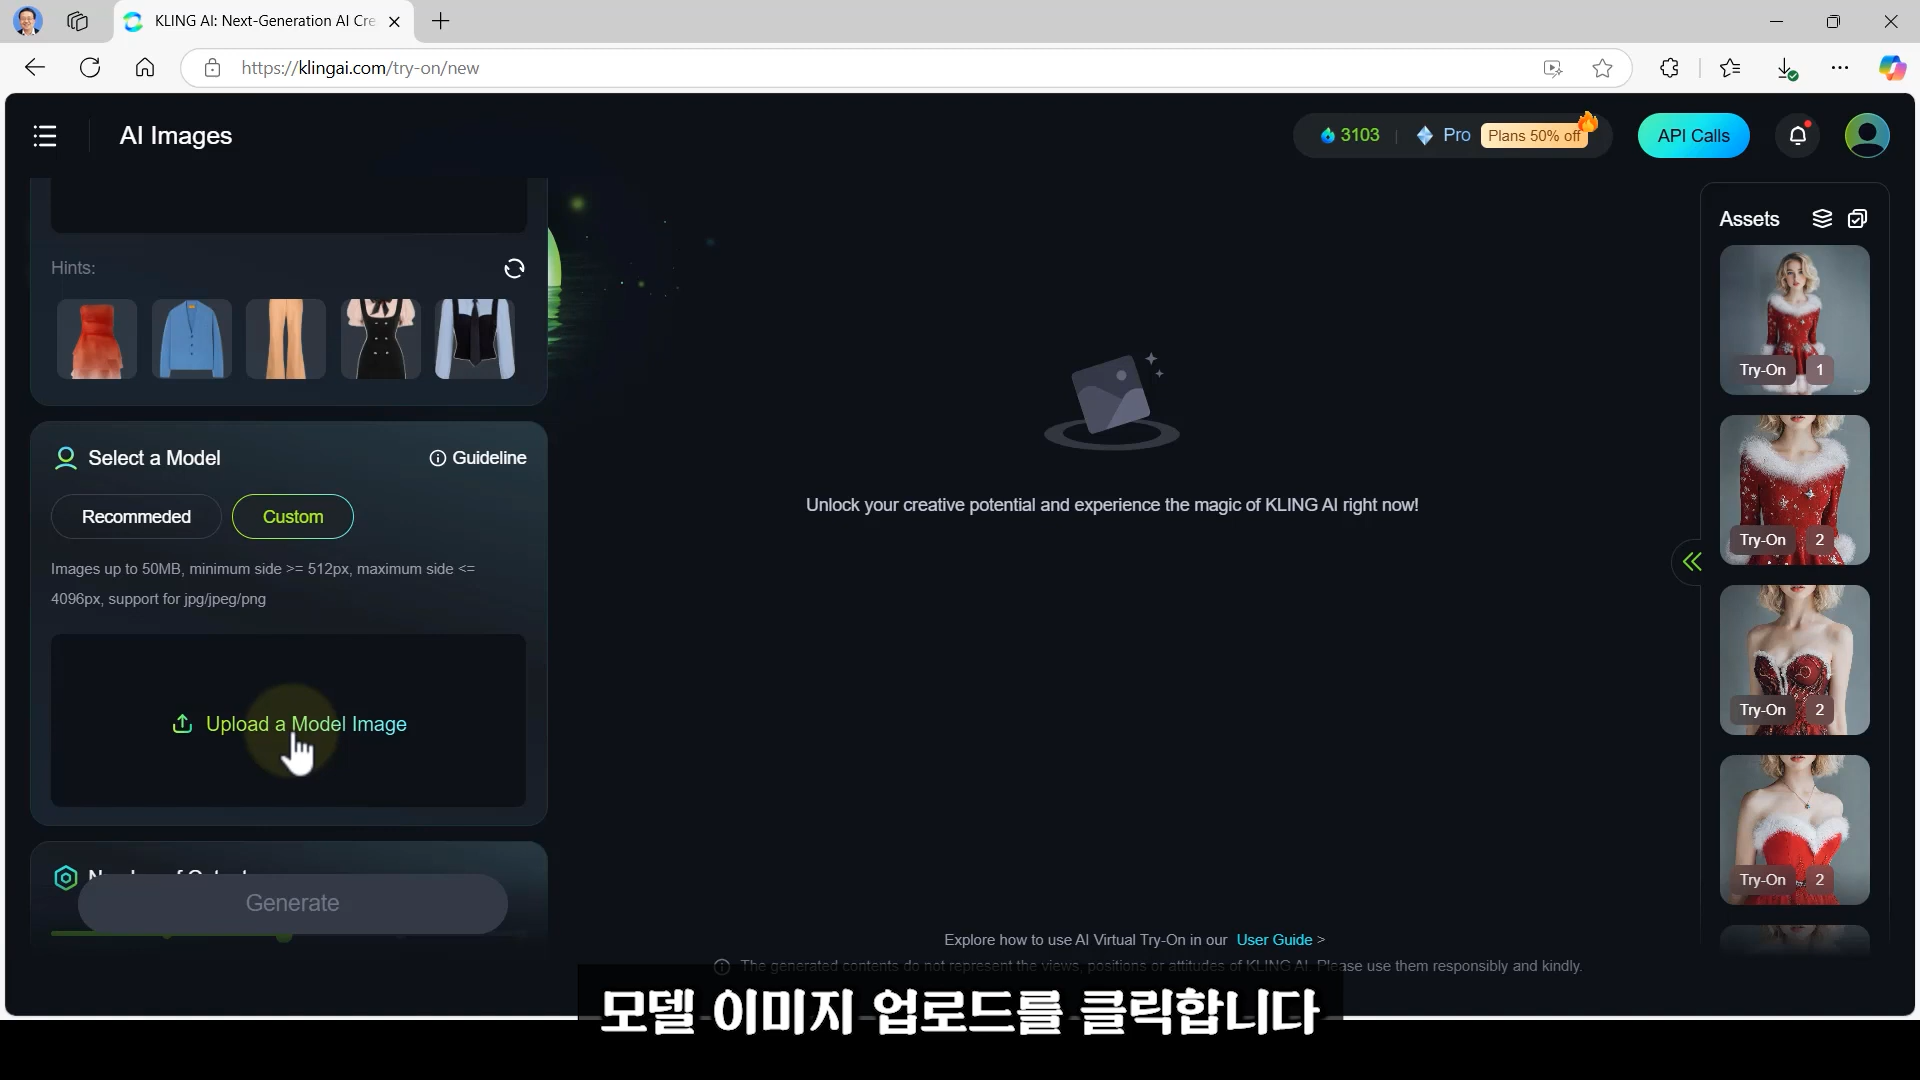 KLING AI: Next-Generation AI Cre
https://klingai.com/try-on/new
AI Images
3103
Pro
Plans 50% off
API Calls
Hints:
Select a Model
Guideline
Recommeded
Custom
Images up to 50MB, minimum side >= 512px, maximum side <=
4096px, support for jpg/jpeg/png
Upload a Model Image
Generate
Unlock your creative potential and experience the magic of KLING AI right now!
Explore how to use AI Virtual Try-On in our User Guide >
The generated contents do not represent the views, positions or attitudes of KLING AI. Please use them responsibly and kindly.
Assets
Try-On 1
Try-On 2
Try-On 2
Try-On 2
모델 이미지 업로드를 클릭합니다